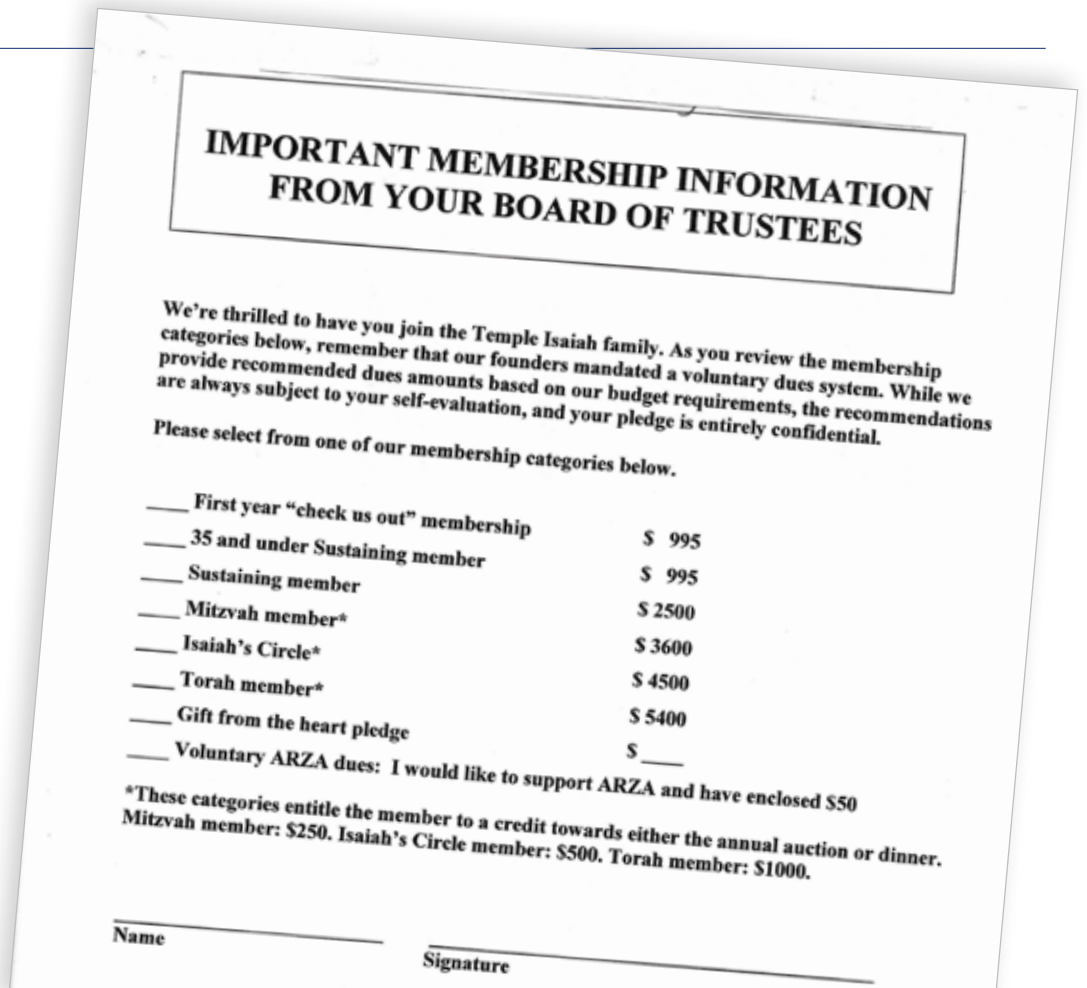 IMPORTANT MEMBERSHIP INFORMATION
FROM YOUR BOARD OF TRUSTEES
We're thrilled to have you join the Temple Isaiah family. As you review the membership
categories below, remember that our founders mandated a voluntary dues system. While we
provide recommended dues amounts based on our budget requirements, the recommendations
are always subject to your self-evaluation, and your pledge is entirely confidential.
Please select from one of our membership categories below.
____ First year “check us out” membership $ 995
____ 35 and under Sustaining member $ 995
____ Sustaining member $ 2500
____ Mitzvah member* $ 3600
____ Isaiah's Circle* $ 4500
____ Torah member* $ 5400
____ Gift from the heart pledge $ ____
____ Voluntary ARZA dues: I would like to support ARZA and have enclosed $50
*These categories entitle the member to a credit towards either the annual auction or dinner.
Mitzvah member: $250. Isaiah's Circle member: $500. Torah member: $1000.
Name Signature